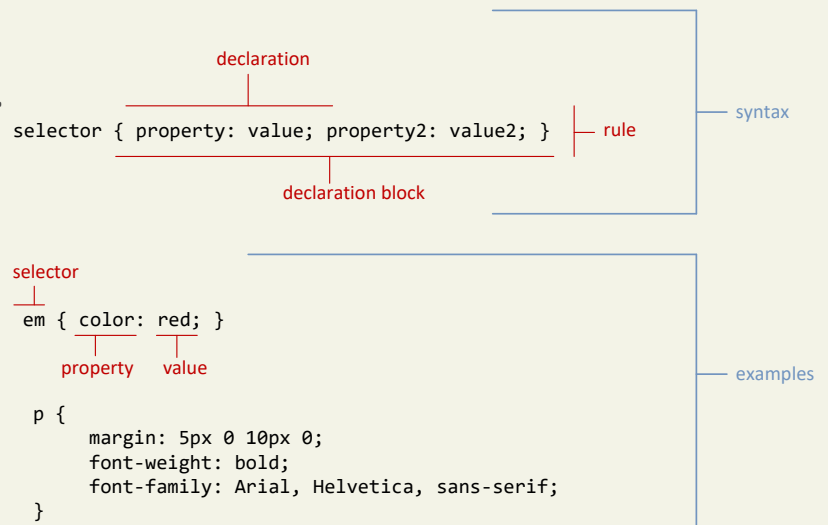 declaration
syntax
selector { property: value; property2: value2; }
rule
declaration block
selector
em { color: red; }
property value
examples
p {
margin: 5px 0 10px 0;
font-weight: bold;
font-family: Arial, Helvetica, sans-serif;
}